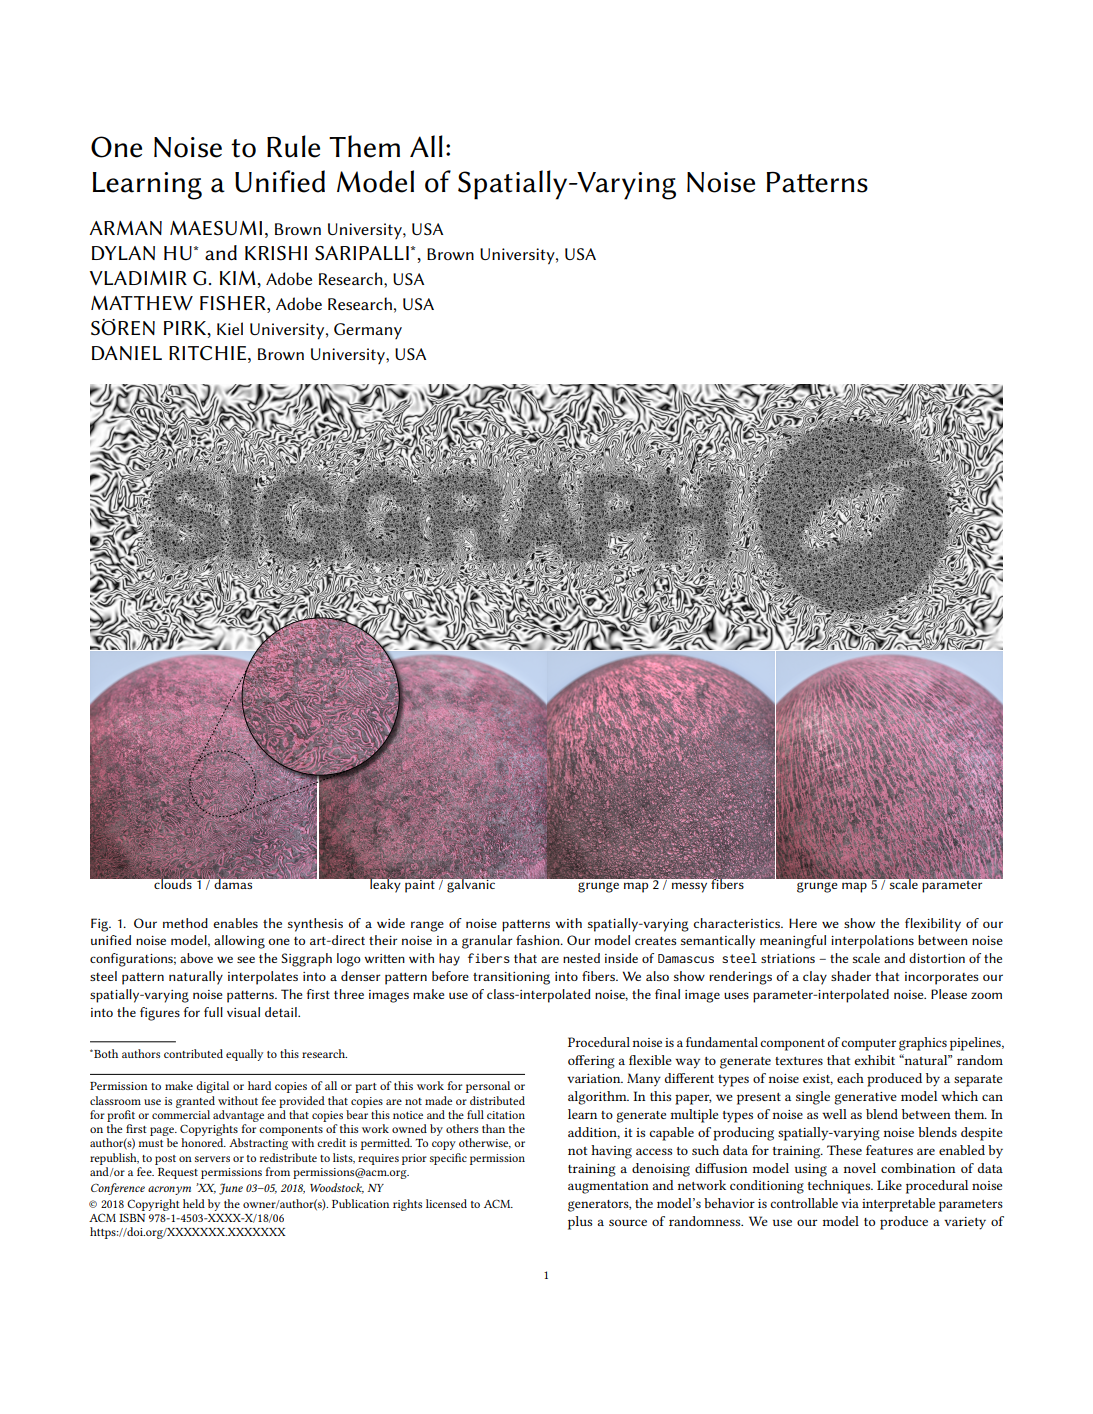 One Noise to Rule Them All:
Learning a Unified Model of Spatially-Varying Noise Patterns
ARMAN MAESUMI, Brown University, USA
DYLAN HU* and KRISHI SARIPALLI*, Brown University, USA
VLADIMIR G. KIM, Adobe Research, USA
MATTHEW FISHER, Adobe Research, USA
SÖREN PIRK, Kiel University, Germany
DANIEL RITCHIE, Brown University, USA
SIGGRAPH
clouds 1 / damas
leaky paint / galvanic
grunge map 2 / messy fibers
grunge map 5 / scale parameter
Fig. 1. Our method enables the synthesis of a wide range of noise patterns with spatially-varying characteristics. Here we show the flexibility of our
unified noise model, allowing one to art-direct their noise in a granular fashion. Our model creates semantically meaningful interpolations between noise
configurations; above we see the Siggraph logo written with hay fibers that are nested inside of Damascus steel striations – the scale and distortion of the
steel pattern naturally interpolates into a denser pattern before transitioning into fibers. We also show renderings of a clay shader that incorporates our
spatially-varying noise patterns. The first three images make use of class-interpolated noise, the final image uses parameter-interpolated noise. Please zoom
into the figures for full visual detail.
*Both authors contributed equally to this research.
Permission to make digital or hard copies of all or part of this work for personal or
classroom use is granted without fee provided that copies are not made or distributed
for profit or commercial advantage and that copies bear this notice and the full citation
on the first page. Copyrights for components of this work owned by others than the
author(s) must be honored. Abstracting with credit is permitted. To copy otherwise, or
republish, to post on servers or to redistribute to lists, requires prior specific permission
and/or a fee. Request permissions from permissions@acm.org.
Conference acronym 'XX, June 03–05, 2018, Woodstock, NY
© 2018 Copyright held by the owner/author(s). Publication rights licensed to ACM.
ACM ISBN 978-1-4503-XXXX-X/18/06
https://doi.org/XXXXXXX.XXXXXXX
Procedural noise is a fundamental component of computer graphics pipelines,
offering a flexible way to generate textures that exhibit “natural” random
variation. Many different types of noise exist, each produced by a separate
algorithm. In this paper, we present a single generative model which can
learn to generate multiple types of noise as well as blend between them. In
addition, it is capable of producing spatially-varying noise blends despite
not having access to such data for training. These features are enabled by
training a denoising diffusion model using a novel combination of data
augmentation and network conditioning techniques. Like procedural noise
generators, the model's behavior is controllable via interpretable parameters
plus a source of randomness. We use our model to produce a variety of
1